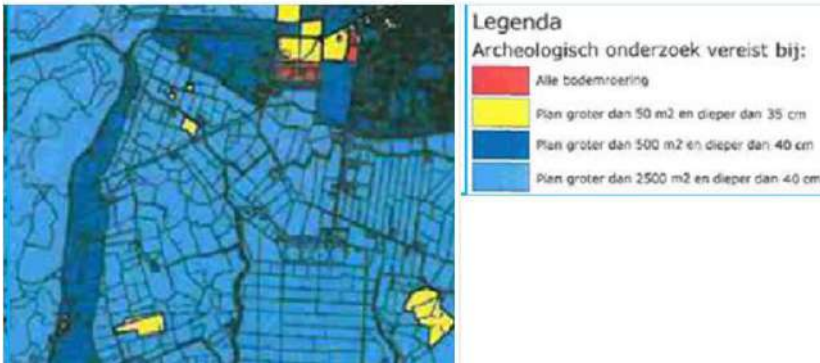 Legenda
Archeologisch onderzoek vereist bij:
Alle bodemroering
Plan groter dan 50 m2 en dieper dan 35 cm
Plan groter dan 500 m2 en dieper dan 40 cm
Plan groter dan 2500 m2 en dieper dan 40 cm